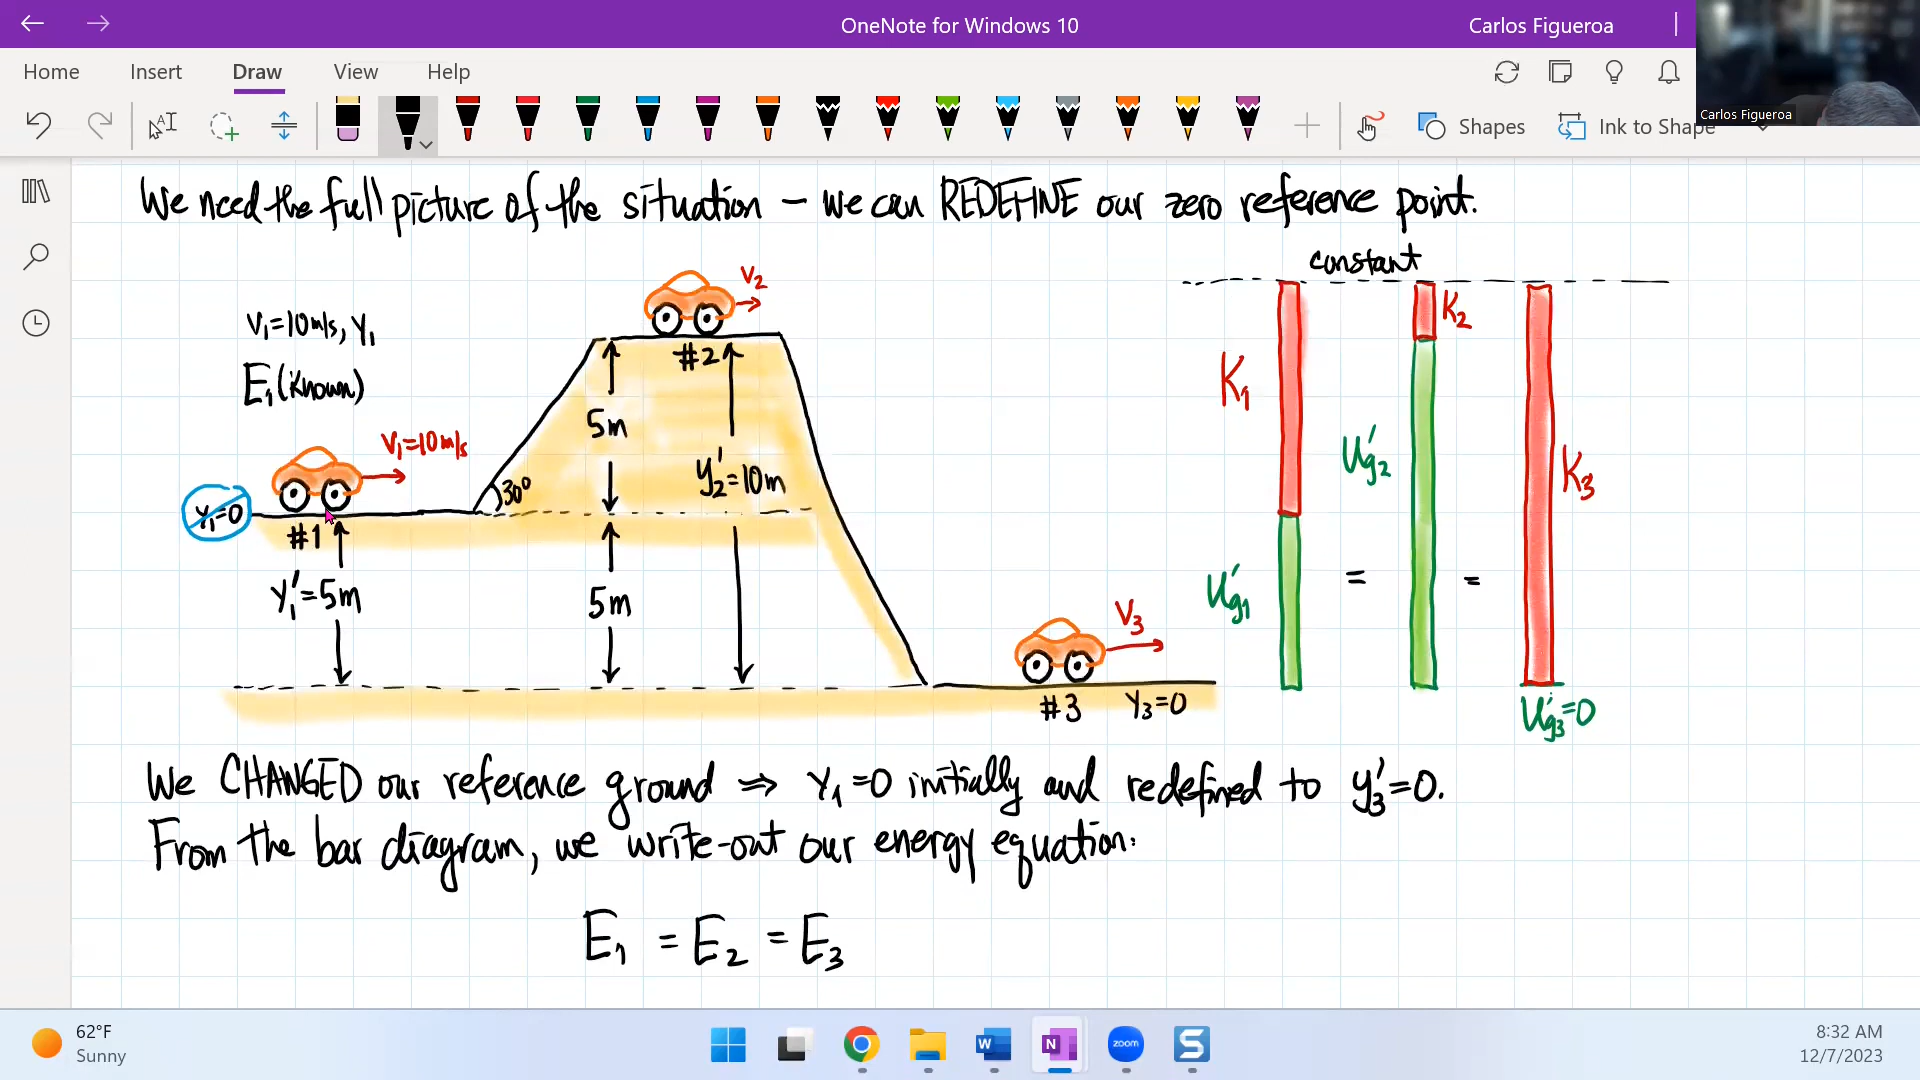 OneNote for Windows 10
Carlos Figueroa
Home Insert Draw View Help
Shapes
Ink to Shape
Carlos Figueroa
We need the full picture of the situation – we can REDEFINE our zero reference point.
constant
V₂
K₂
V₁=10m/s, Y₁
#2
E₁(Known)
K₁
5m
V₁=10m/s
U'g₂
Y₂'=10m
K₃
30°
Y₁=0
#1
Y₁'=5m
5m
U'g₁
=
=
V₃
#3 Y₃=0
U'g₃=0
We CHANGED our reference ground ⇒ Y₁=0 initially and redefined to y₃'=0.
From the bar diagram, we write-out our energy equation:
E₁ = E₂ = E₃
62°F
Sunny
W
N
zoom
S
8:32 AM
12/7/2023